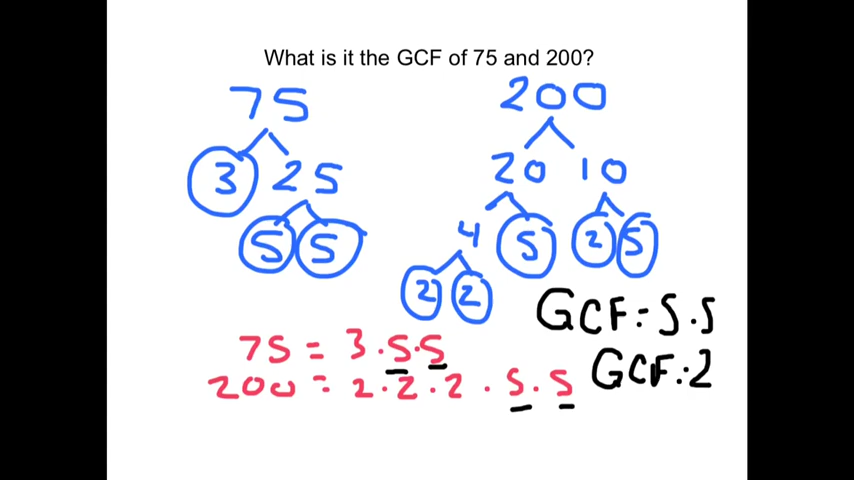 What is it the GCF of 75 and 200?
75 200
3 25 20 10
5 5 4 5 2 5
2 2
GCF = 5 · 5
75 = 3 · 5 · 5
GCF : 2
200 = 2 · 2 · 2 · 5 · 5